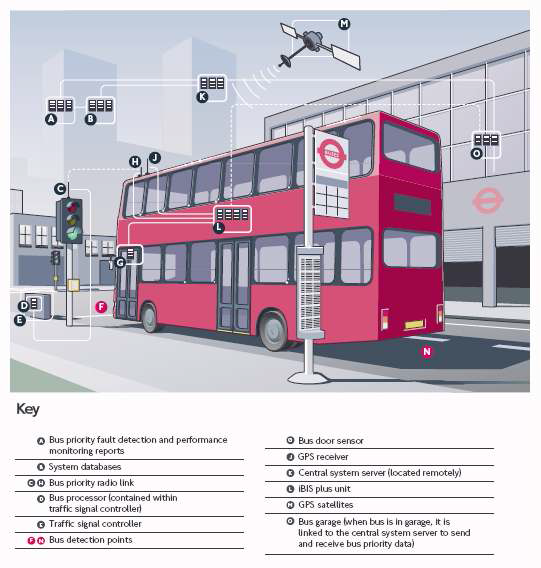 M
K
A B
O
H J
C
L
G
D F
E
N
Key
A Bus priority fault detection and performance
monitoring reports
B System databases
C H Bus priority radio link
D Bus processor (contained within
traffic signal controller)
E Traffic signal controller
F N Bus detection points
G Bus door sensor
J GPS receiver
K Central system server (located remotely)
L iBIS plus unit
M GPS satellites
O Bus garage (when bus is in garage, it is
linked to the central system server to send
and receive bus priority data)